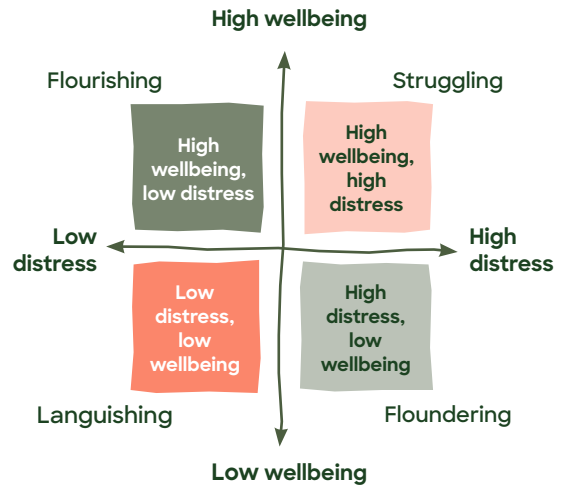 High wellbeing
Flourishing
Struggling
High
wellbeing,
low distress
High
wellbeing,
high
distress
Low
distress
High
distress
Low
distress,
low
wellbeing
High
distress,
low
wellbeing
Languishing
Floundering
Low wellbeing